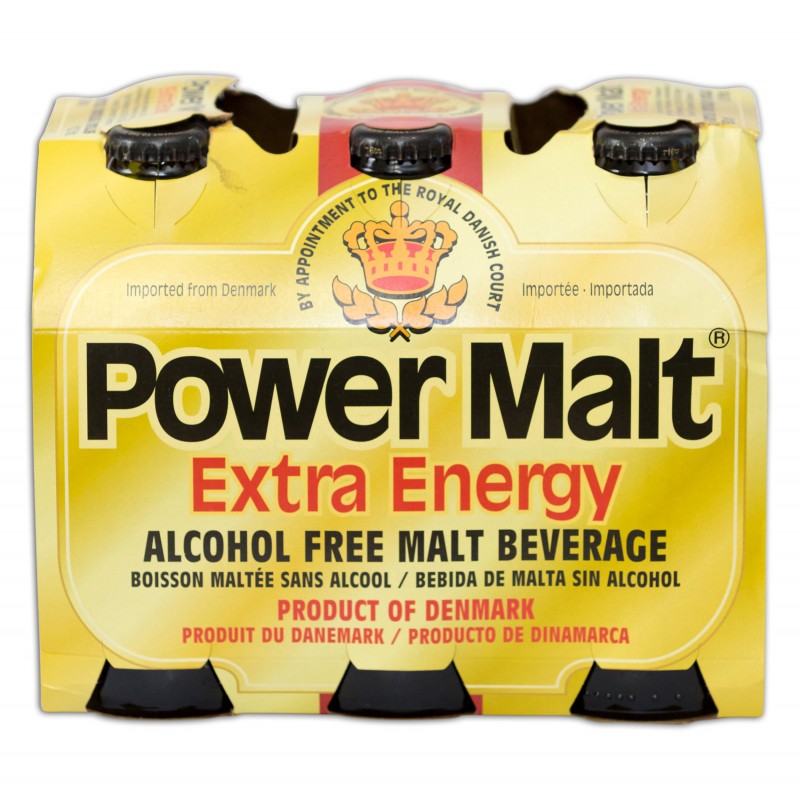 Power M
BY APPOINTMENT TO THE ROYAL DANISH COURT
Imported from Denmark
Importée · Importada
Power Malt®
Extra Energy
ALCOHOL FREE MALT BEVERAGE
BOISSON MALTÉE SANS ALCOOL / BEBIDA DE MALTA SIN ALCOHOL
PRODUCT OF DENMARK
PRODUIT DU DANEMARK / PRODUCTO DE DINAMARCA